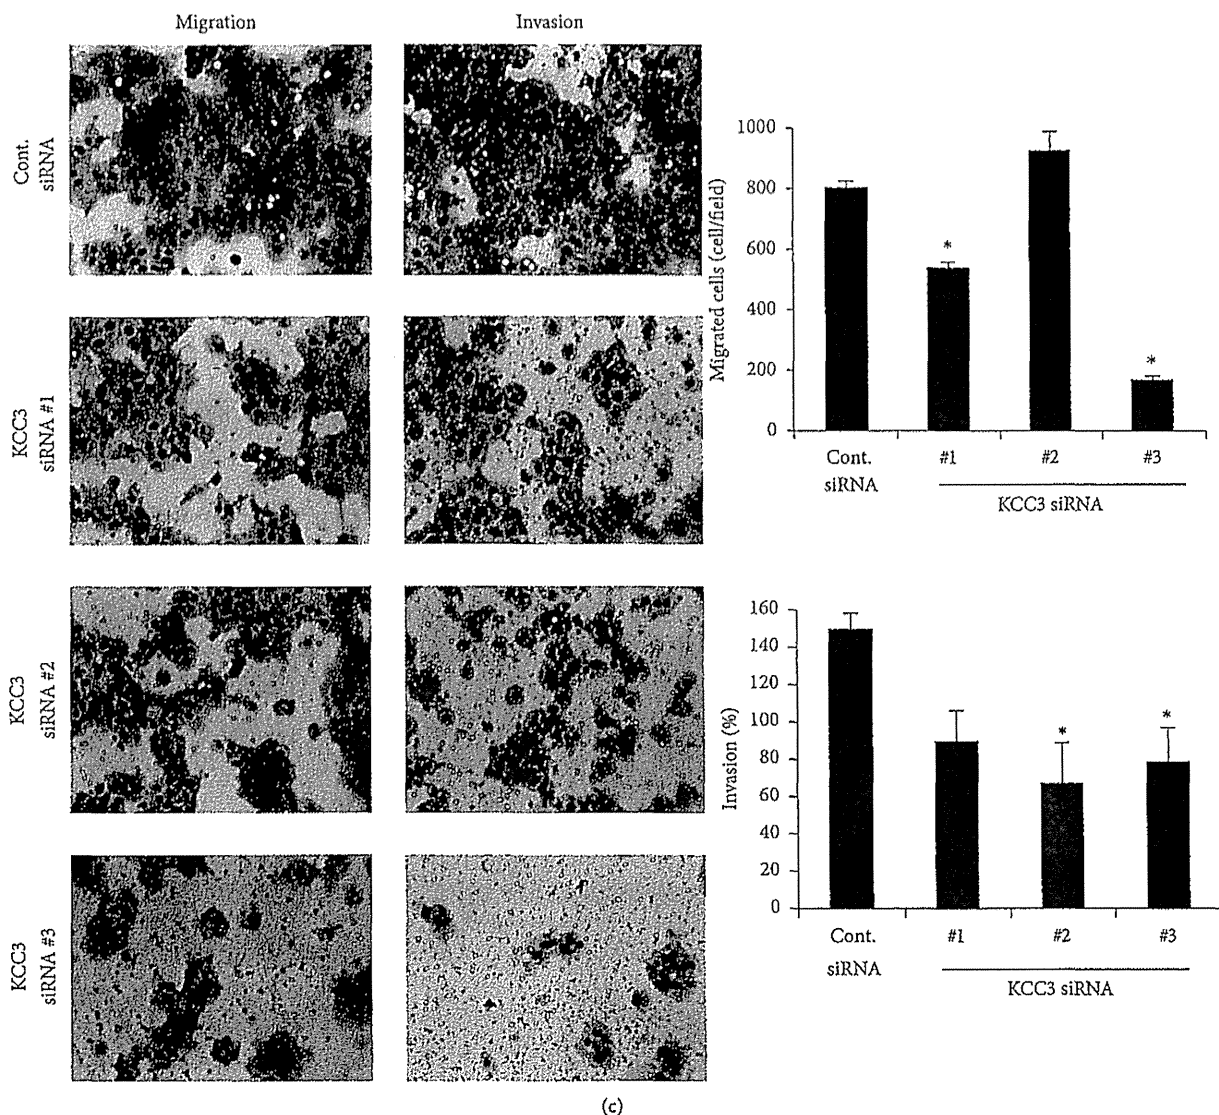 Migration
Invasion
Cont.
siRNA
KCC3
siRNA #1
KCC3
siRNA #2
KCC3
siRNA #3
Migrated cells (cell/field)
1000
800
600
400
200
0
*
*
Cont.
siRNA
#1
#2
#3
KCC3 siRNA
Invasion (%)
160
140
120
100
80
60
40
20
0
*
*
Cont.
siRNA
#1
#2
#3
KCC3 siRNA
(c)